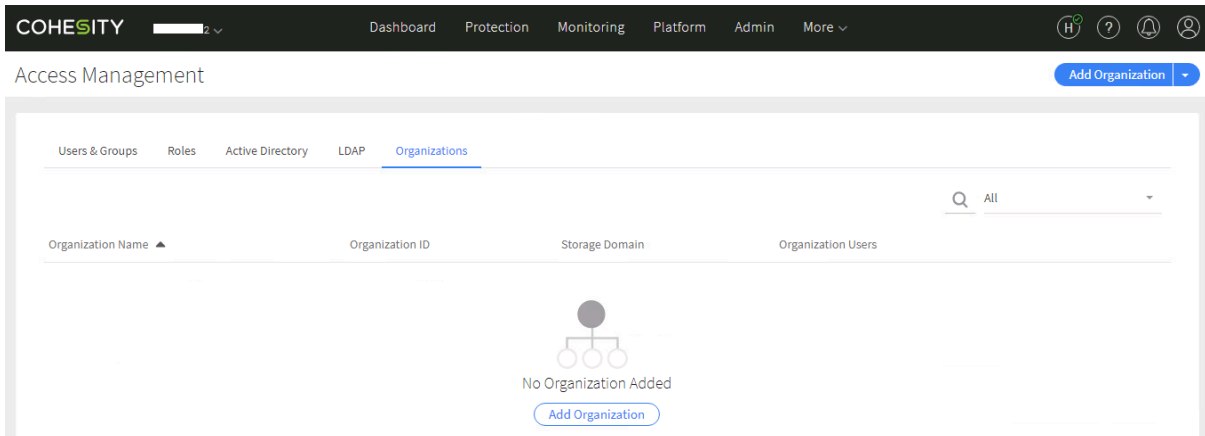 COHESITY 2 Dashboard Protection Monitoring Platform Admin More H ?
Access Management Add Organization
Users & Groups Roles Active Directory LDAP Organizations
All
Organization Name Organization ID Storage Domain Organization Users
No Organization Added
Add Organization